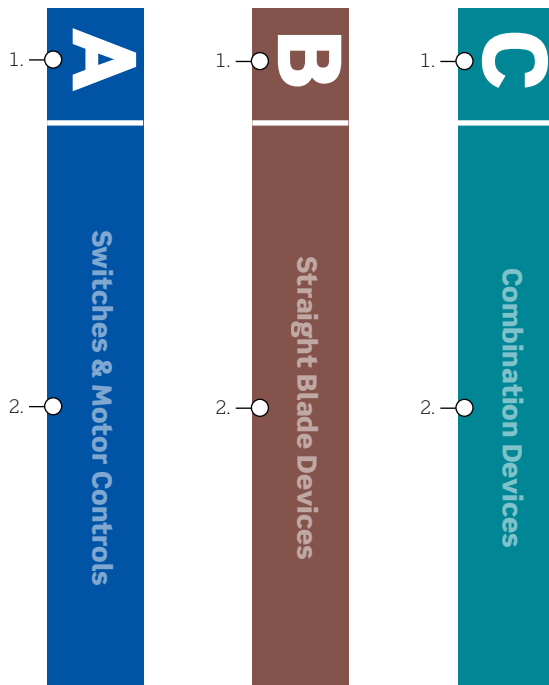 1.
A
2.
Switches & Motor Controls
1.
B
2.
Straight Blade Devices
1.
C
2.
Combination Devices